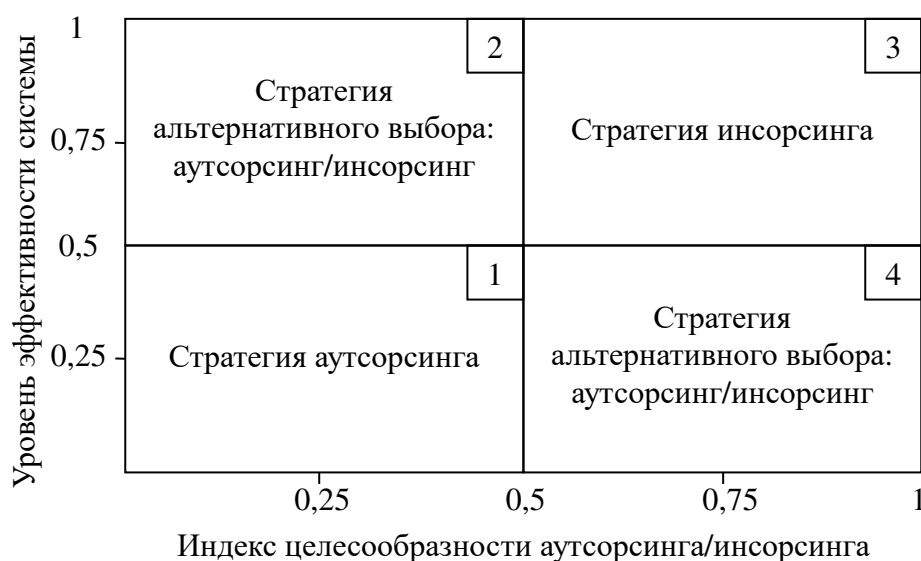 Уровень эффективности системы
1
2
3
Стратегия
альтернативного выбора:
аутсорсинг/инсорсинг
Стратегия инсорсинга
0,75
0,5
1
4
Стратегия аутсорсинга
Стратегия
альтернативного выбора:
аутсорсинг/инсорсинг
0,25
0,25
0,5
0,75
1
Индекс целесообразности аутсорсинга/инсорсинга